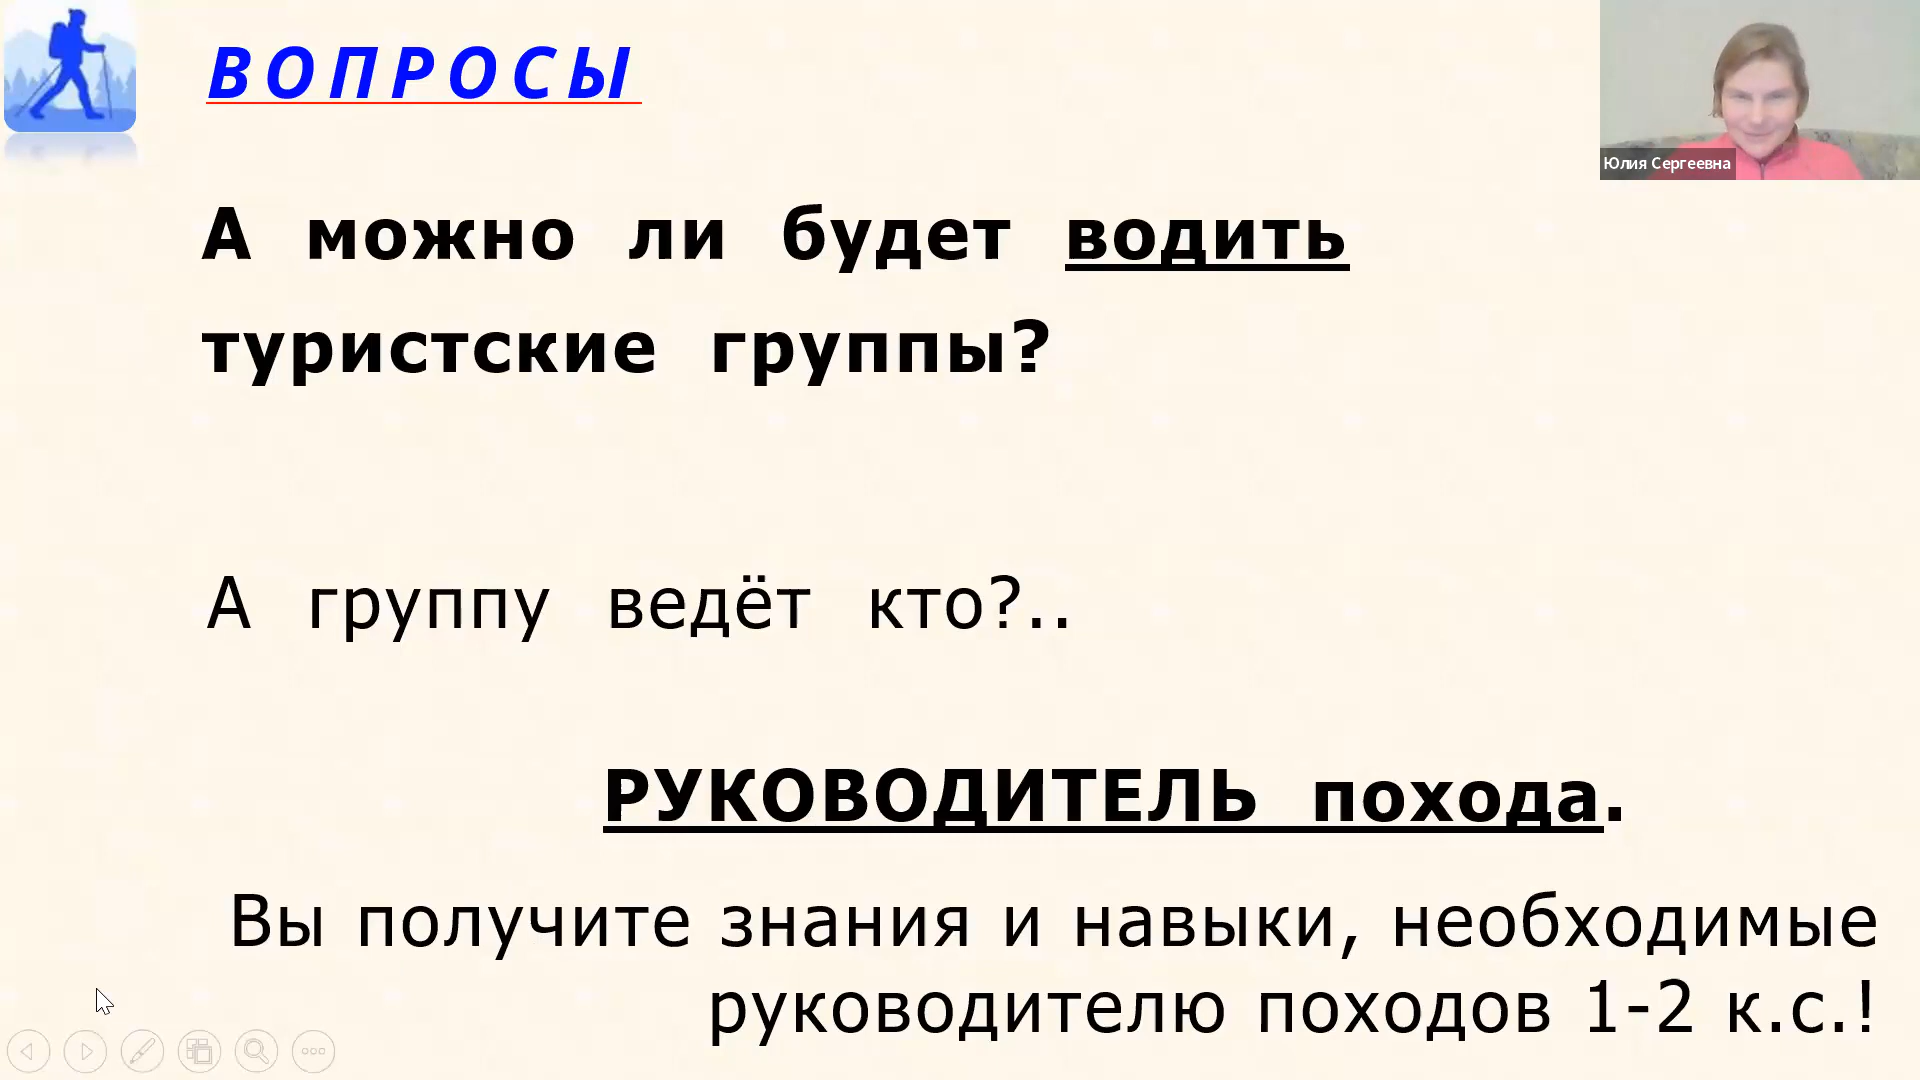 ВОПРОСЫ
Юлия Сергеевна
А можно ли будет водить
туристские группы?
А группу ведёт кто?..
РУКОВОДИТЕЛЬ похода.
Вы получите знания и навыки, необходимые
руководителю походов 1-2 к.с.!